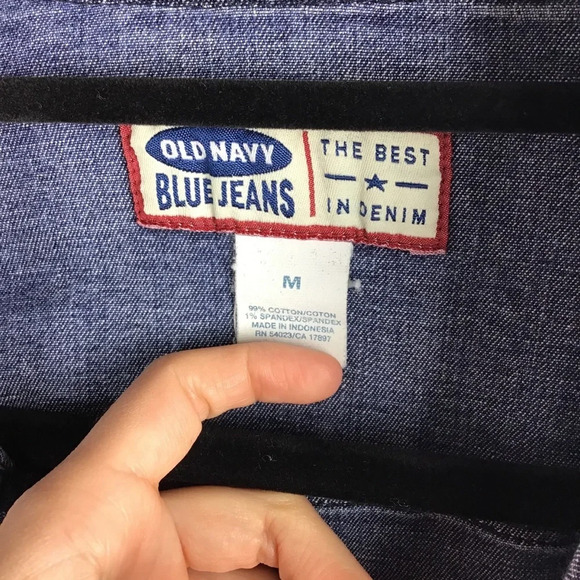 OLD NAVY
BLUE JEANS
THE BEST
IN DENIM
M
99% COTTON/COTON
1% SPANDEX/SPANDEX
MADE IN INDONESIA
RN 54023/CA 17897